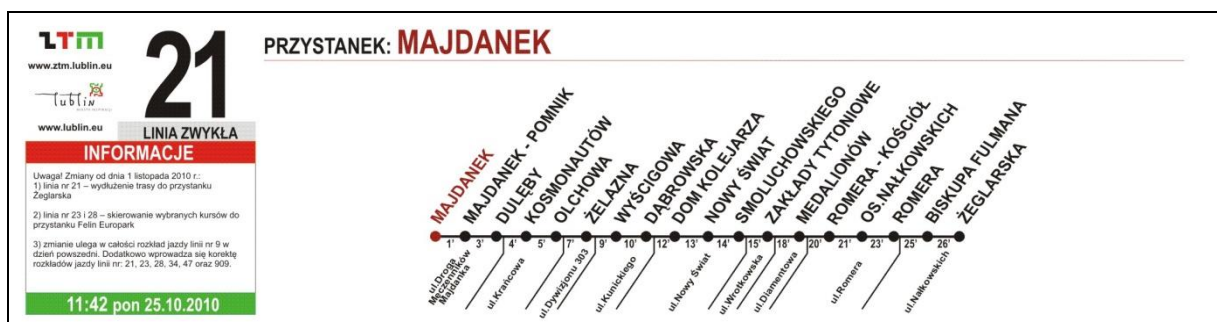 ZTM
www.ztm.lublin.eu
lublin
www.lublin.eu
21
LINIA ZWYKŁA
INFORMACJE
Uwaga! Zmiany od dnia 1 listopada 2010 r.:
1) linia nr 21 – wydłużenie trasy do przystanku
Żeglarska
2) linia nr 23 i 28 – skierowanie wybranych kursów do
przystanku Felin Europark
3) zmianie ulega w całości rozkład jazdy linii nr 9 w
dzień powszedni. Dodatkowo wprowadza się korektę
rozkładów jazdy linii nr: 21, 23, 28, 34, 47 oraz 909.
11:42 pon 25.10.2010
PRZYSTANEK: MAJDANEK
MAJDANEK
MAJDANEK - POMNIK
DULĘBY
KOSMONAUTÓW
OLCHOWA
ŻELAZNA
WYŚCIGOWA
DĄBROWSKA
DOM KOLEJARZA
NOWY ŚWIAT
SMOLUCHOWSKIEGO
ZAKŁADY TYTONIOWE
MEDALIONÓW
ROMERA - KOŚCIÓŁ
OS.NAŁKOWSKICH
ROMERA
BISKUPA FULMANA
ŻEGLARSKA
1' 3' 4' 5' 7' 9' 10' 12' 13' 14' 15' 18' 20' 21' 23' 25' 26'
ul.Droga
Męczenników
Majdanka
ul.Krańcowa
ul.Dywizjonu 303
ul.Kunickiego
ul.Nowy Świat
ul.Wrotkowska
ul.Diamentowa
ul.Romera
ul.Nałkowskich